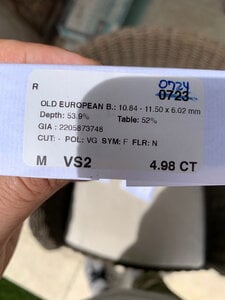 R
0724
0723
OLD EUROPEAN B.: 10.84 - 11.50 x 6.02 mm
Depth: 53.9% Table: 52%
GIA : 2205873748
CUT: - POL: VG SYM: F FLR: N
M VS2 4.98 CT